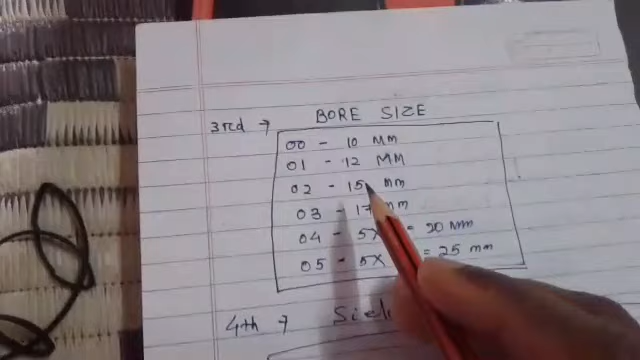 BORE SIZE
3rd →
00 - 10 MM
01 - 12 MM
02 - 15 mm
03 - 17 mm
04 - 5X = 20 mm
05 - 5X = 25 mm
4th →